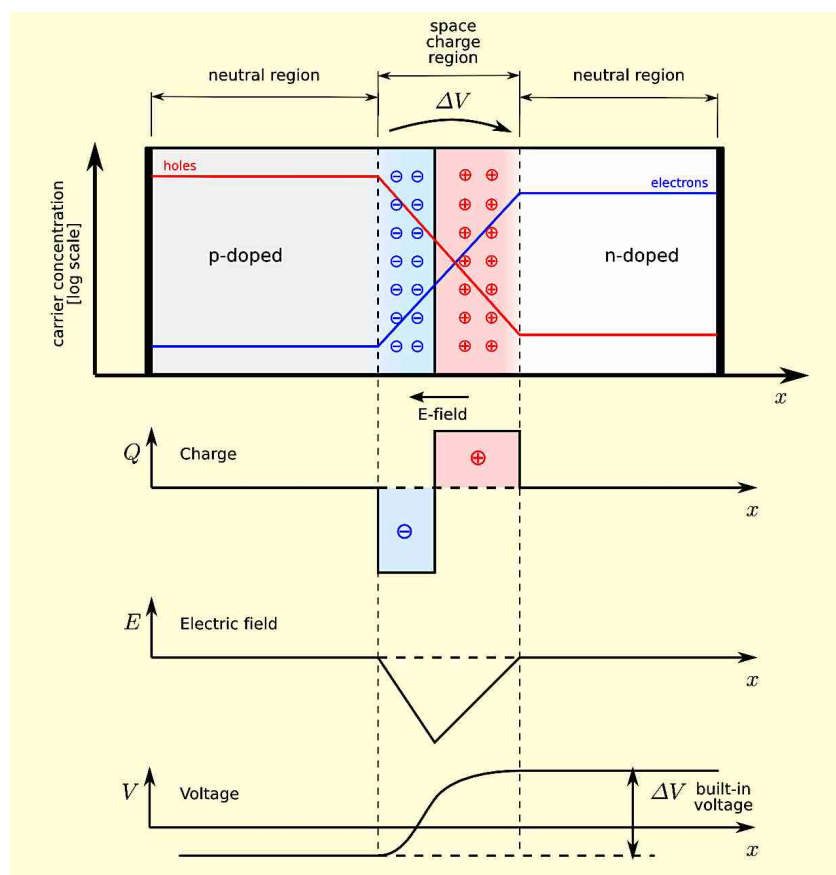 space
charge
region
neutral region
neutral region
ΔV
holes
electrons
p-doped
n-doped
carrier concentration
[log scale]
x
E-field
Q
Charge
x
E
Electric field
x
V
Voltage
ΔV
built-in
voltage
x